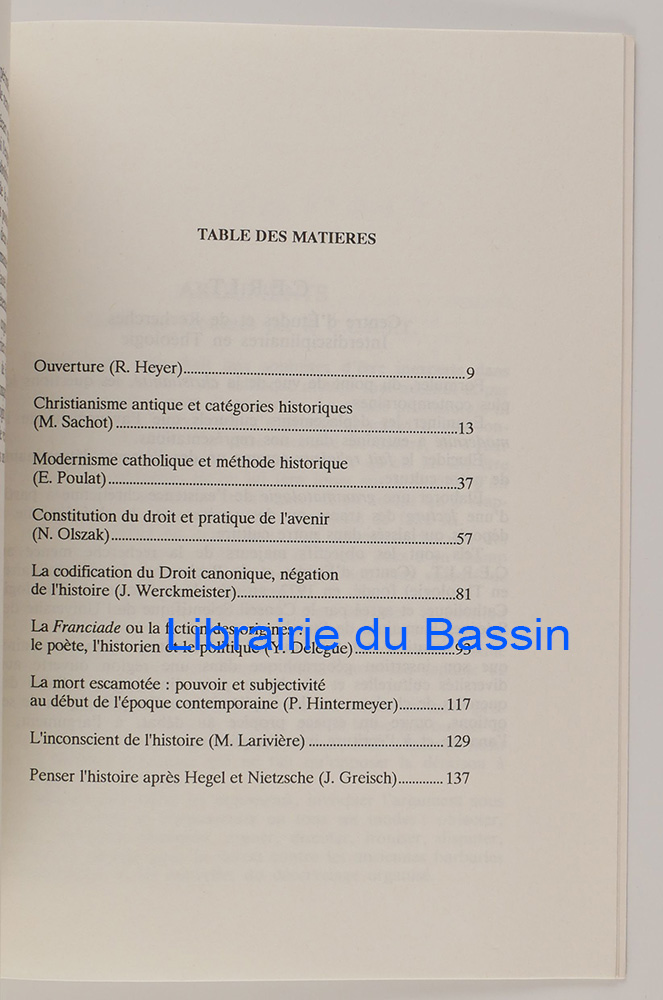 TABLE DES MATIERES
Ouverture (R. Heyer)........9
Christianisme antique et catégories historiques
(M. Sachot)........13
Modernisme catholique et méthode historique
(E. Poulat)........37
Constitution du droit et pratique de l'avenir
(N. Olszak)........57
La codification du Droit canonique, négation
de l'histoire (J. Werckmeister)........81
La Franciade ou la fiction des origines :
le poète, l'historien et le politique (Y. Delègue)........93
Librairie du Bassin
La mort escamotée : pouvoir et subjectivité
au début de l'époque contemporaine (P. Hintermeyer)........117
L'inconscient de l'histoire (M. Larivière)........129
Penser l'histoire après Hegel et Nietzsche (J. Greisch)........137